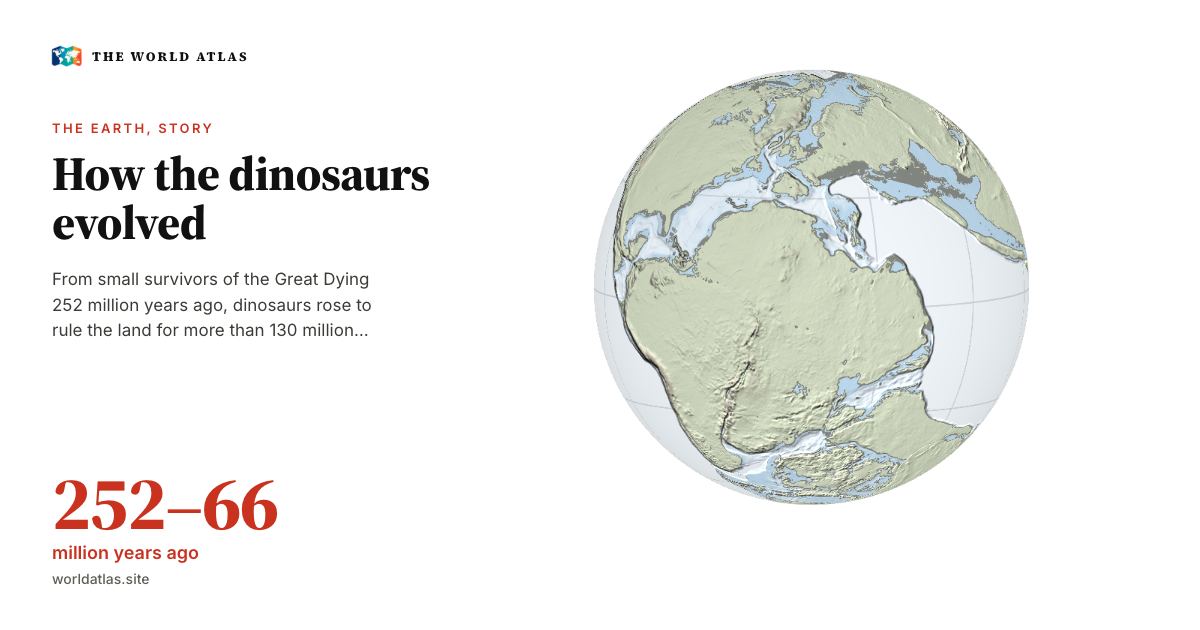 THE WORLD ATLAS
THE EARTH, STORY
How the dinosaurs
evolved
From small survivors of the Great Dying
252 million years ago, dinosaurs rose to
rule the land for more than 130 million...
252–66
million years ago
worldatlas.site